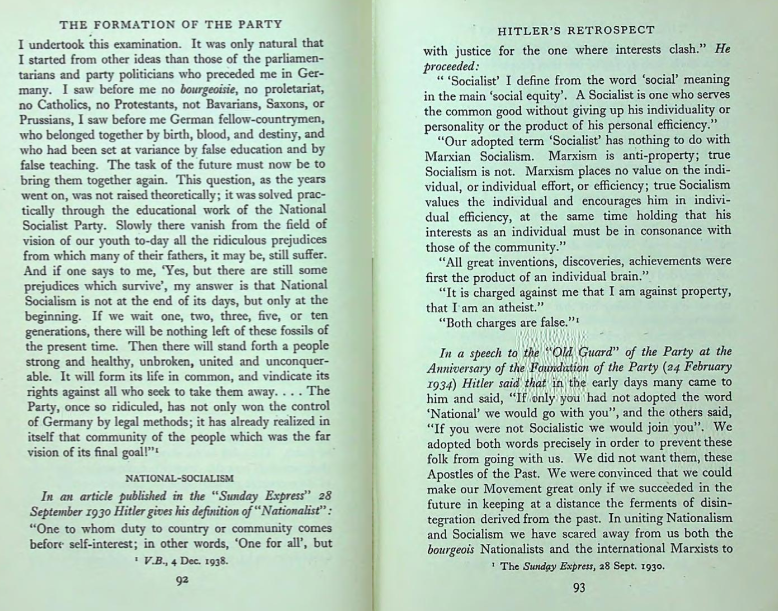 THE FORMATION OF THE PARTY
I undertook this examination. It was only natural that
I started from other ideas than those of the parliamen-
tarians and party politicians who preceded me in Ger-
many. I saw before me no bourgeoisie, no proletariat,
no Catholics, no Protestants, not Bavarians, Saxons, or
Prussians, I saw before me German fellow-countrymen,
who belonged together by birth, blood, and destiny, and
who had been set at variance by false education and by
false teaching. The task of the future must now be to
bring them together again. This question, as the years
went on, was not raised theoretically; it was solved prac-
tically through the educational work of the National
Socialist Party. Slowly there vanish from the field of
vision of our youth to-day all the ridiculous prejudices
from which many of their fathers, it may be, still suffer.
And if one says to me, 'Yes, but there are still some
prejudices which survive', my answer is that National
Socialism is not at the end of its days, but only at the
beginning. If we wait one, two, three, five, or ten
generations, there will be nothing left of these fossils of
the present time. Then there will stand forth a people
strong and healthy, unbroken, united and unconquer-
able. It will form its life in common, and vindicate its
rights against all who seek to take them away. . . . The
Party, once so ridiculed, has not only won the control
of Germany by legal methods; it has already realized in
itself that community of the people which was the far
vision of its final goal!"¹
NATIONAL-SOCIALISM
In an article published in the "Sunday Express" 28
September 1930 Hitler gives his definition of "Nationalist":
"One to whom duty to country or community comes
before self-interest; in other words, 'One for all', but
¹ V.B., 4 Dec. 1938.
92
HITLER'S RETROSPECT
with justice for the one where interests clash." He
proceeded:
" 'Socialist' I define from the word 'social' meaning
in the main 'social equity'. A Socialist is one who serves
the common good without giving up his individuality or
personality or the product of his personal efficiency."
"Our adopted term 'Socialist' has nothing to do with
Marxian Socialism. Marxism is anti-property; true
Socialism is not. Marxism places no value on the indi-
vidual, or individual effort, or efficiency; true Socialism
values the individual and encourages him in indivi-
dual efficiency, at the same time holding that his
interests as an individual must be in consonance with
those of the community."
"All great inventions, discoveries, achievements were
first the product of an individual brain."
"It is charged against me that I am against property,
that I am an atheist."
"Both charges are false."¹
In a speech to the "Old Guard" of the Party at the
Anniversary of the Foundation of the Party (24 February
1934) Hitler said that in the early days many came to
him and said, "If only you had not adopted the word
'National' we would go with you", and the others said,
"If you were not Socialistic we would join you". We
adopted both words precisely in order to prevent these
folk from going with us. We did not want them, these
Apostles of the Past. We were convinced that we could
make our Movement great only if we succeeded in the
future in keeping at a distance the ferments of disin-
tegration derived from the past. In uniting Nationalism
and Socialism we have scared away from us both the
bourgeois Nationalists and the international Marxists to
¹ The Sunday Express, 28 Sept. 1930.
93